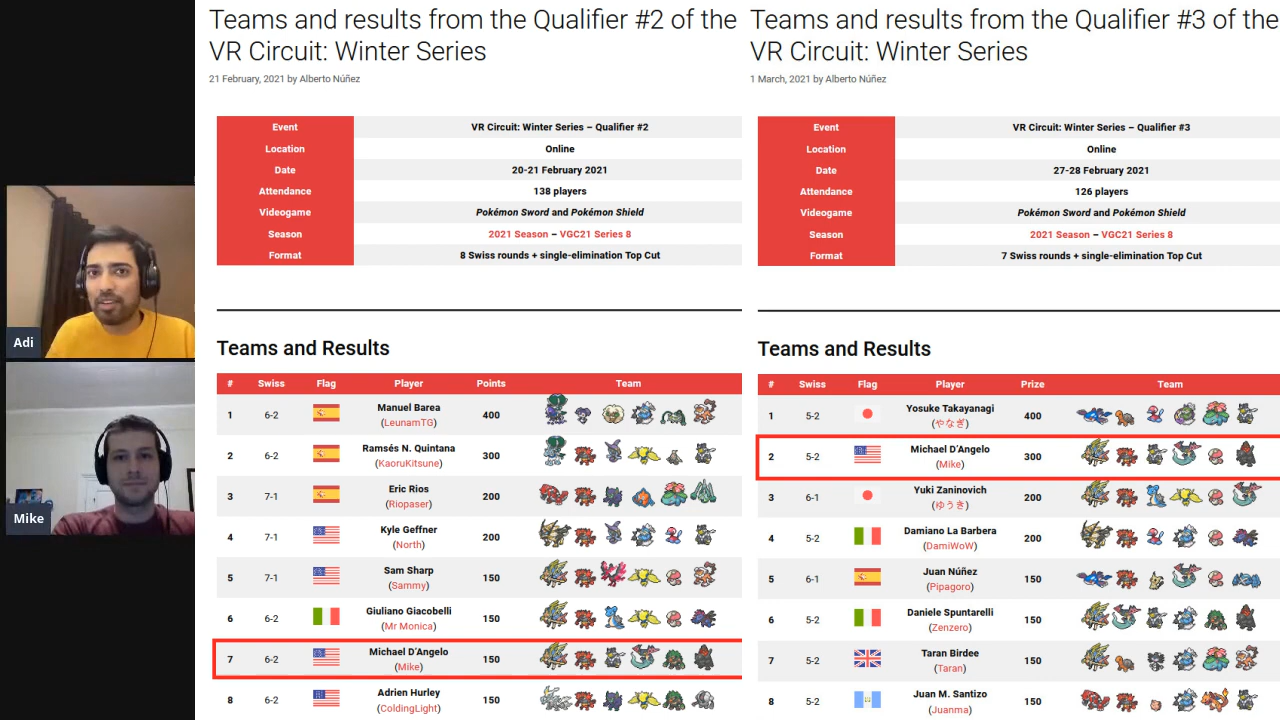 Adi
Mike
Teams and results from the Qualifier #2 of the
VR Circuit: Winter Series
21 February, 2021 by Alberto Núñez
Event VR Circuit: Winter Series – Qualifier #2
Location Online
Date 20-21 February 2021
Attendance 138 players
Videogame Pokémon Sword and Pokémon Shield
Season 2021 Season – VGC21 Series 8
Format 8 Swiss rounds + single-elimination Top Cut
Teams and Results
# Swiss Flag Player Points Team
1 6-2 Manuel Barea 400
(LeunamTG)
2 6-2 Ramsés N. Quintana 300
(KaoruKitsune)
3 7-1 Eric Rios 200
(Riopaser)
4 7-1 Kyle Geffner 200
(North)
5 7-1 Sam Sharp 150
(Sammy)
6 6-2 Giuliano Giacobelli 150
(Mr Monica)
7 6-2 Michael D'Angelo 150
(Mike)
8 6-2 Adrien Hurley 150
(ColdingLight)
Teams and results from the Qualifier #3 of the
VR Circuit: Winter Series
1 March, 2021 by Alberto Núñez
Event VR Circuit: Winter Series – Qualifier #3
Location Online
Date 27-28 February 2021
Attendance 126 players
Videogame Pokémon Sword and Pokémon Shield
Season 2021 Season – VGC21 Series 8
Format 7 Swiss rounds + single-elimination Top Cut
Teams and Results
# Swiss Flag Player Prize Team
1 5-2 Yosuke Takayanagi 400
(やなぎ)
2 5-2 Michael D'Angelo 300
(Mike)
3 6-1 Yuki Zaninovich 200
(ゆうき)
4 5-2 Damiano La Barbera 200
(DamiWoW)
5 6-1 Juan Núñez 150
(Pipagoro)
6 5-2 Daniele Spuntarelli 150
(Zenzero)
7 5-2 Taran Birdee 150
(Taran)
8 5-2 Juan M. Santizo 150
(Juanma)